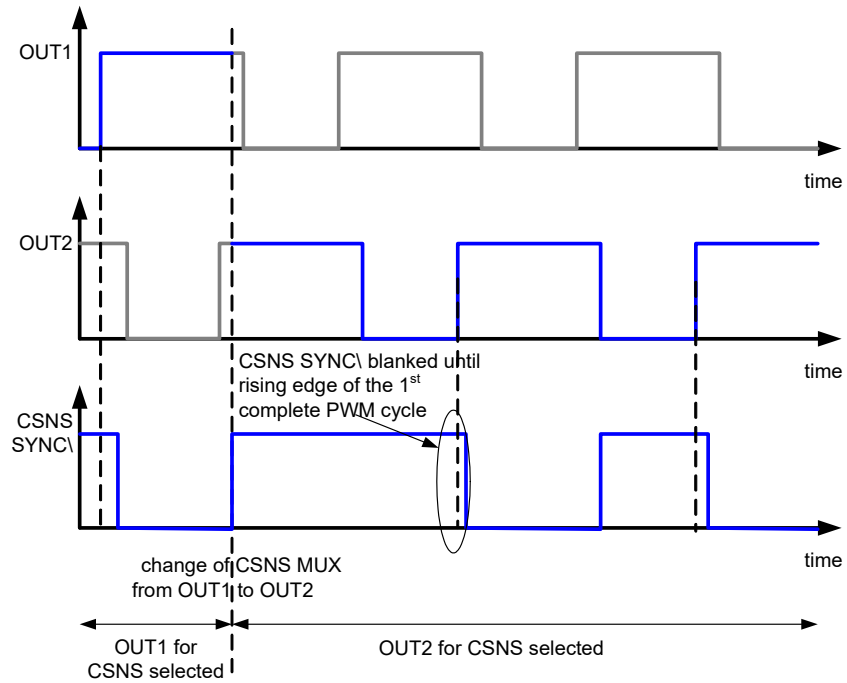 OUT1
time
OUT2
time
CSNS SYNC\ blanked until
rising edge of the 1st
complete PWM cycle
CSNS
SYNC\
time
change of CSNS MUX
from OUT1 to OUT2
OUT1 for
CSNS selected
OUT2 for CSNS selected